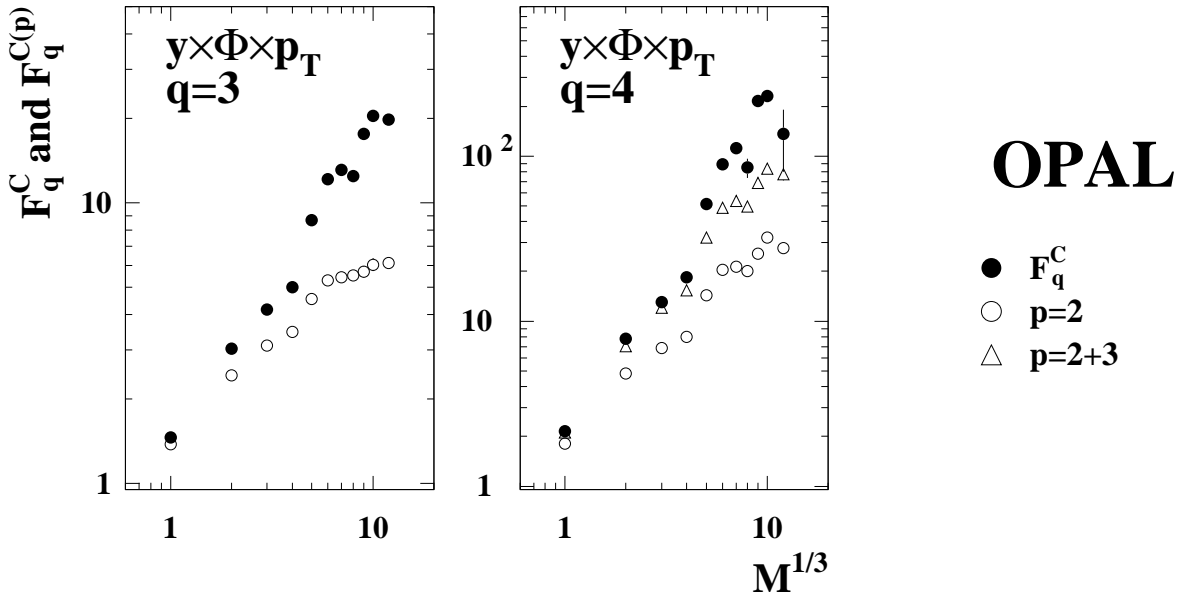 F_q^C and F_q^{C(p)}
y×Φ×p_T
q=3
10
1
1 10
y×Φ×p_T
q=4
10^2
10
1
1 10
M^{1/3}
OPAL
F_q^C
p=2
p=2+3